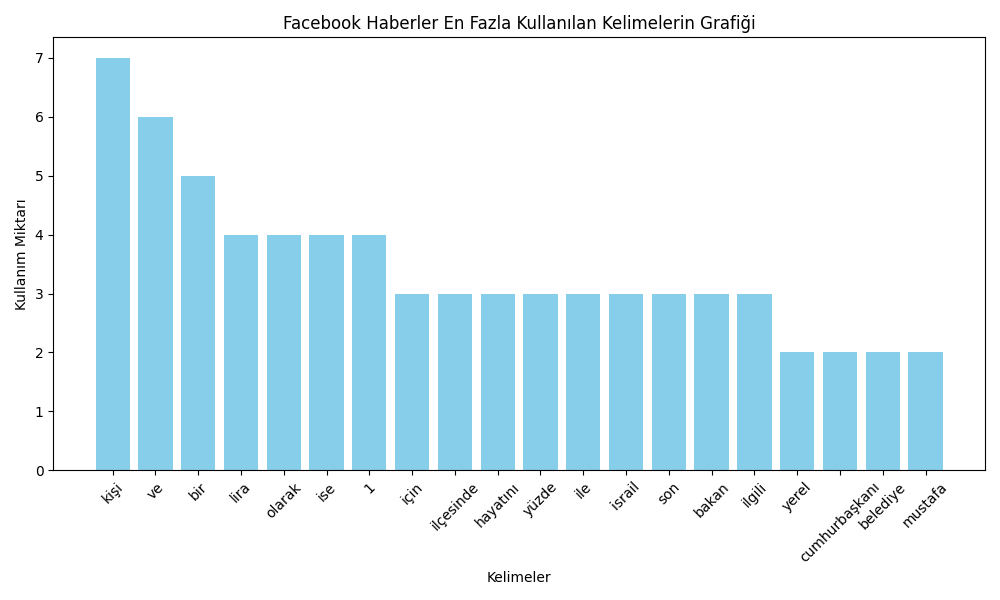 Facebook Haberler En Fazla Kullanılan Kelimelerin Grafiği
Kullanım Miktarı
7
6
5
4
3
2
1
0
kişi
ve
bir
lira
olarak
ise
1
için
ilçesinde
hayatını
yüzde
ile
i̇srail
son
bakan
ilgili
yerel
cumhurbaşkanı
belediye
mustafa
Kelimeler